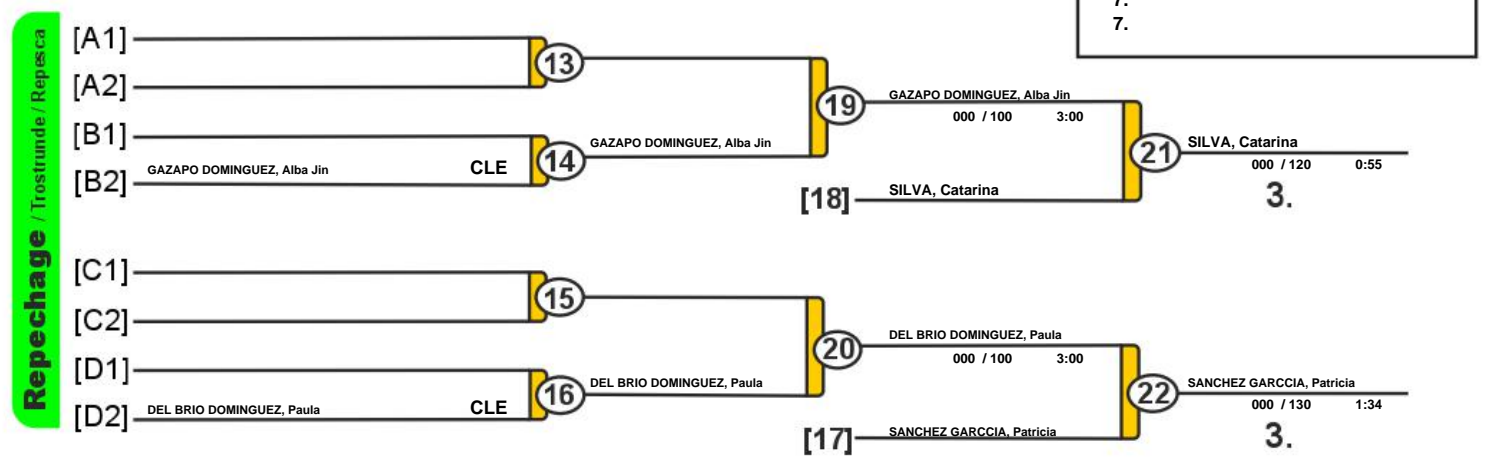 7.
7.
Repechage / Trostrunde / Repesca
[A1]
13
[A2]
19
GAZAPO DOMINGUEZ, Alba Jin
000 / 100 3:00
[B1]
14
GAZAPO DOMINGUEZ, Alba Jin
21
SILVA, Catarina
000 / 120 0:55
3.
[B2]
GAZAPO DOMINGUEZ, Alba Jin
CLE
[18]
SILVA, Catarina
[C1]
15
[C2]
20
DEL BRIO DOMINGUEZ, Paula
000 / 100 3:00
[D1]
16
DEL BRIO DOMINGUEZ, Paula
22
SANCHEZ GARCCIA, Patricia
000 / 130 1:34
3.
[D2]
DEL BRIO DOMINGUEZ, Paula
CLE
[17]
SANCHEZ GARCCIA, Patricia